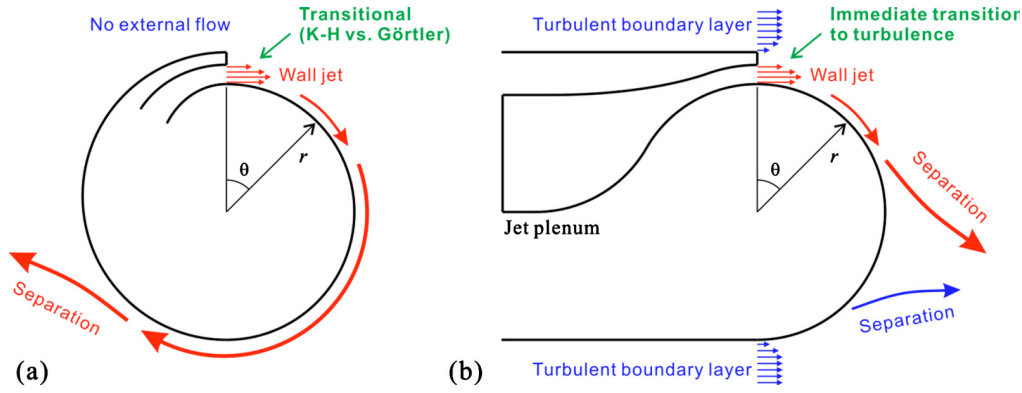 No external flow
Transitional
(K-H vs. Görtler)
Wall jet
θ
r
Separation
(a)
Turbulent boundary layer
Immediate transition
to turbulence
Wall jet
θ
r
Separation
Jet plenum
Separation
Turbulent boundary layer
(b)